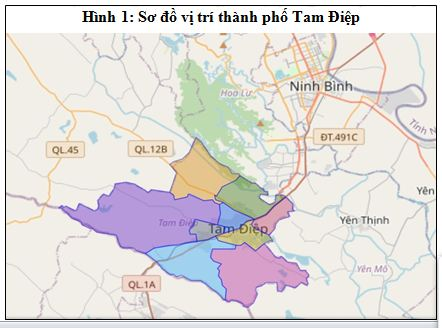 Hình 1: Sơ đồ vị trí thành phố Tam Điệp
Hoa Lư
Ninh Bình
QL.45
QL.12B
ĐT.491C
Yên
Tam Điệp
Tam Điệp
Yên Thịnh
Yên Mô
QL.1A